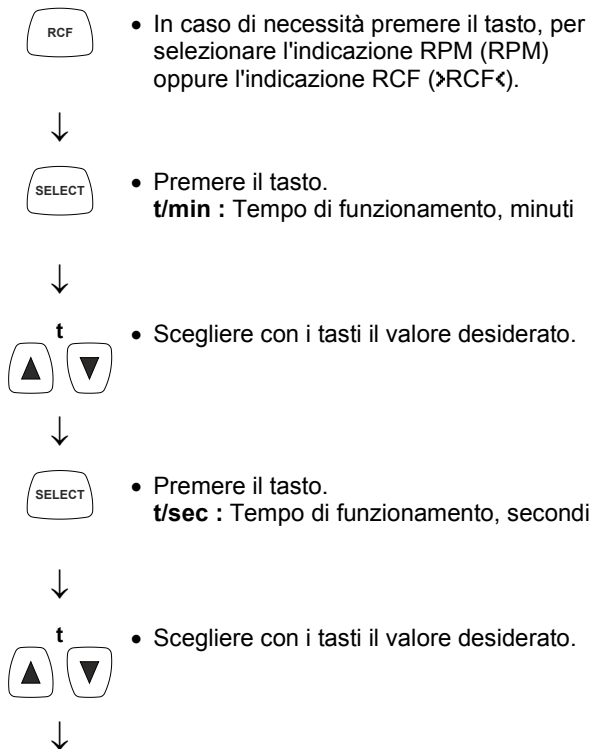 RCF
• In caso di necessità premere il tasto, per
selezionare l'indicazione RPM (RPM)
oppure l'indicazione RCF (>RCF<).
↓
SELECT
• Premere il tasto.
t/min : Tempo di funzionamento, minuti
↓
t
▲ ▼
• Scegliere con i tasti il valore desiderato.
↓
SELECT
• Premere il tasto.
t/sec : Tempo di funzionamento, secondi
↓
t
▲ ▼
• Scegliere con i tasti il valore desiderato.
↓